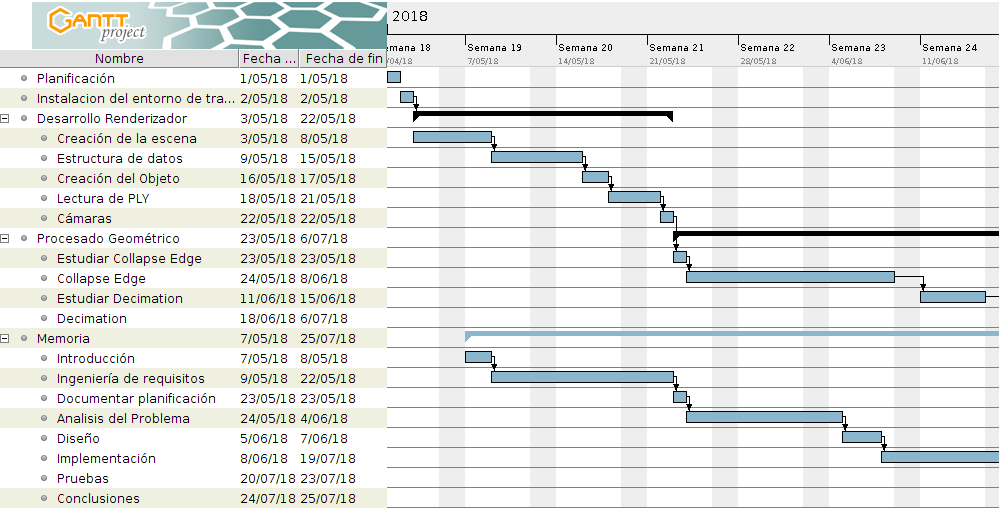 GANTT
project
2018
emana 18 Semana 19 Semana 20 Semana 21 Semana 22 Semana 23 Semana 24
/04/18 7/05/18 14/05/18 21/05/18 28/05/18 4/06/18 11/06/18
Nombre Fecha ... Fecha de fin
Planificación 1/05/18 1/05/18
Instalacion del entorno de tra... 2/05/18 2/05/18
Desarrollo Renderizador 3/05/18 22/05/18
Creación de la escena 3/05/18 8/05/18
Estructura de datos 9/05/18 15/05/18
Creación del Objeto 16/05/18 17/05/18
Lectura de PLY 18/05/18 21/05/18
Cámaras 22/05/18 22/05/18
Procesado Geométrico 23/05/18 6/07/18
Estudiar Collapse Edge 23/05/18 23/05/18
Collapse Edge 24/05/18 8/06/18
Estudiar Decimation 11/06/18 15/06/18
Decimation 18/06/18 6/07/18
Memoria 7/05/18 25/07/18
Introducción 7/05/18 8/05/18
Ingeniería de requisitos 9/05/18 22/05/18
Documentar planificación 23/05/18 23/05/18
Analisis del Problema 24/05/18 4/06/18
Diseño 5/06/18 7/06/18
Implementación 8/06/18 19/07/18
Pruebas 20/07/18 23/07/18
Conclusiones 24/07/18 25/07/18